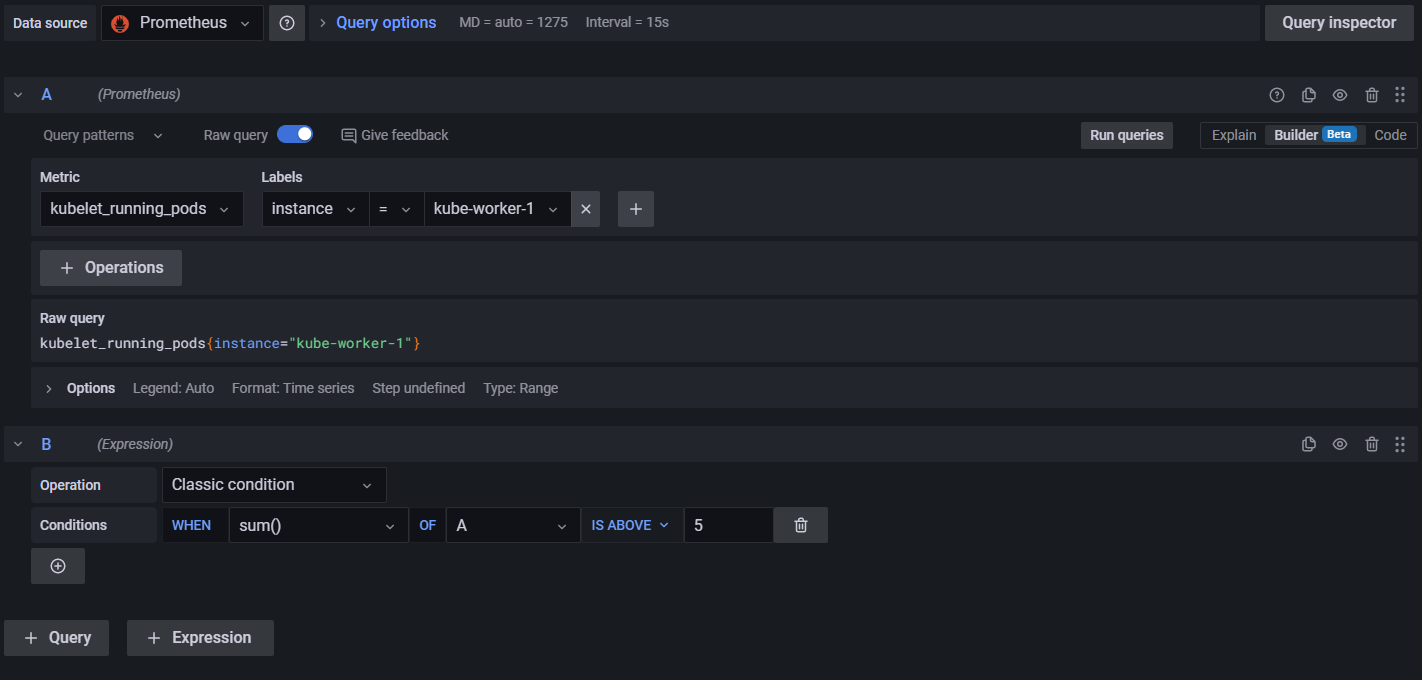 Data source Prometheus Query options MD = auto = 1275 Interval = 15s Query inspector
A (Prometheus)
Query patterns Raw query Give feedback Run queries Explain Builder Beta Code
Metric Labels
kubelet_running_pods instance = kube-worker-1
+ Operations
Raw query
kubelet_running_pods{instance="kube-worker-1"}
Options Legend: Auto Format: Time series Step undefined Type: Range
B (Expression)
Operation Classic condition
Conditions WHEN sum() OF A IS ABOVE 5
+ Query + Expression